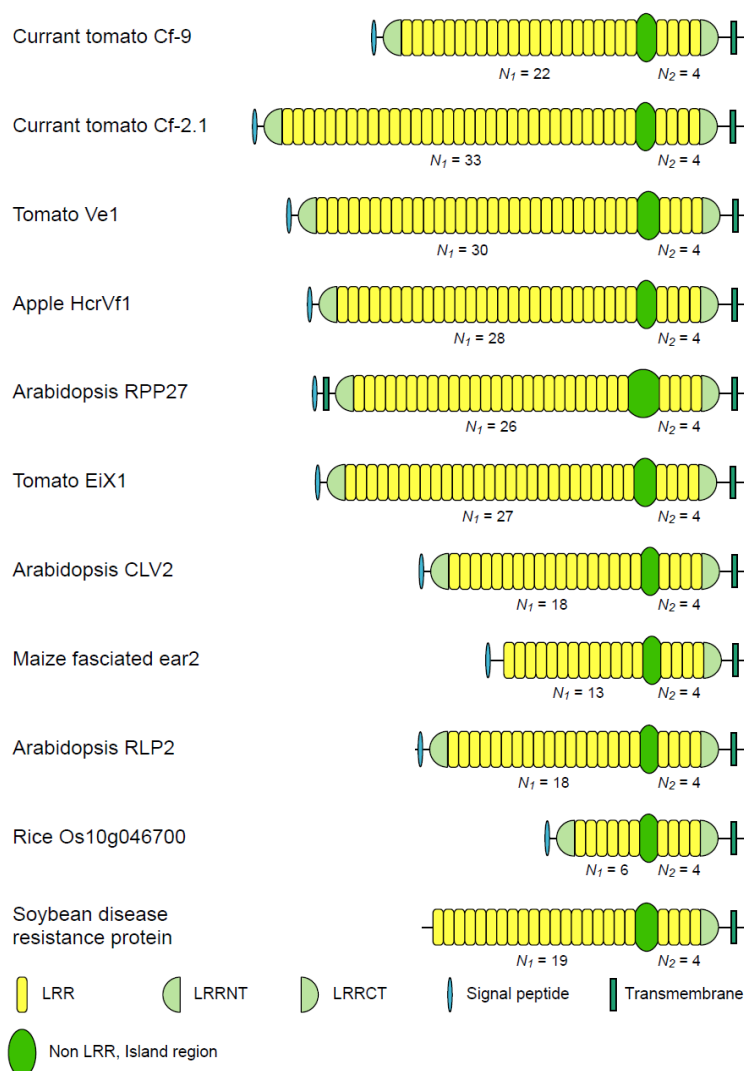 Currant tomato Cf-9
N1 = 22 N2 = 4
Currant tomato Cf-2.1
N1 = 33 N2 = 4
Tomato Ve1
N1 = 30 N2 = 4
Apple HcrVf1
N1 = 28 N2 = 4
Arabidopsis RPP27
N1 = 26 N2 = 4
Tomato EiX1
N1 = 27 N2 = 4
Arabidopsis CLV2
N1 = 18 N2 = 4
Maize fasciated ear2
N1 = 13 N2 = 4
Arabidopsis RLP2
N1 = 18 N2 = 4
Rice Os10g046700
N1 = 6 N2 = 4
Soybean disease
resistance protein
N1 = 19 N2 = 4
LRR LRRNT LRRCT Signal peptide Transmembrane
Non LRR, Island region